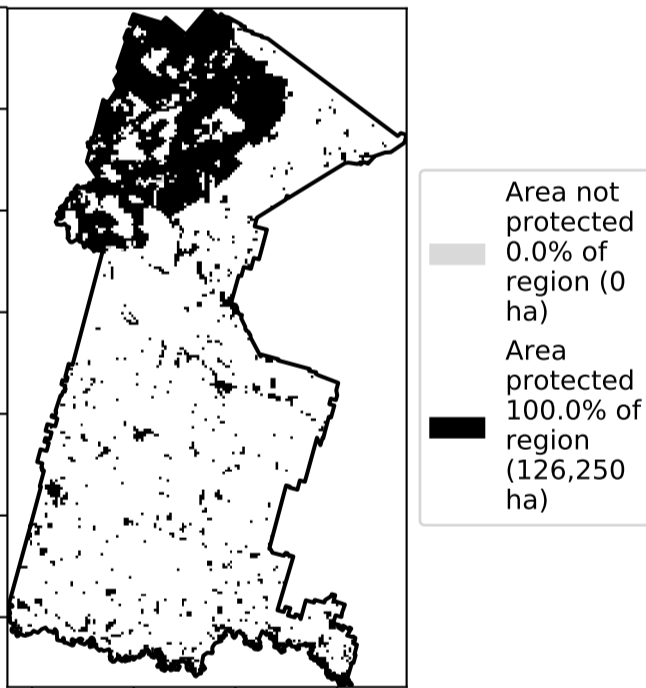 Area not
protected
0.0% of
region (0
ha)
Area
protected
100.0% of
region
(126,250
ha)